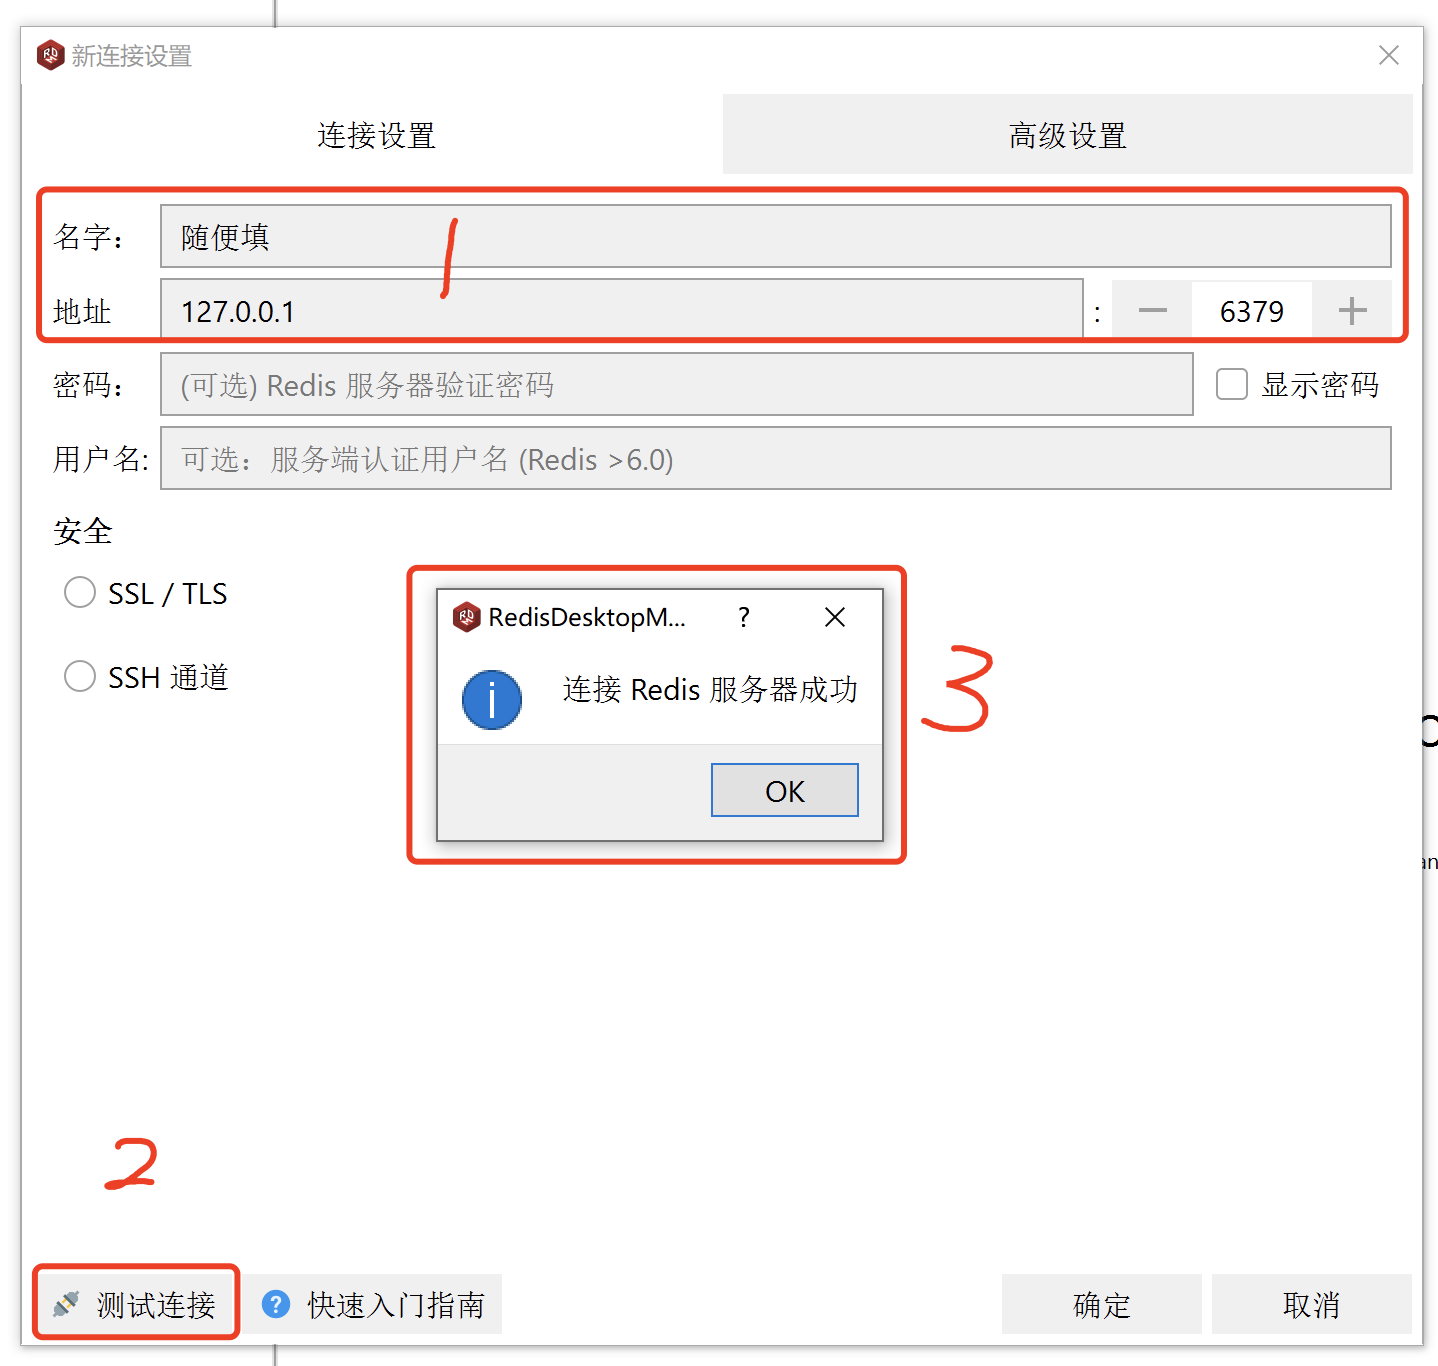 新连接设置
连接设置
高级设置
名字：
随便填
1
地址
127.0.0.1
:
6379
密码：
(可选) Redis 服务器验证密码
显示密码
用户名:
可选：服务端认证用户名 (Redis >6.0)
安全
SSL / TLS
RedisDesktopM...
?
SSH 通道
连接 Redis 服务器成功
3
OK
2
测试连接
? 快速入门指南
确定
取消